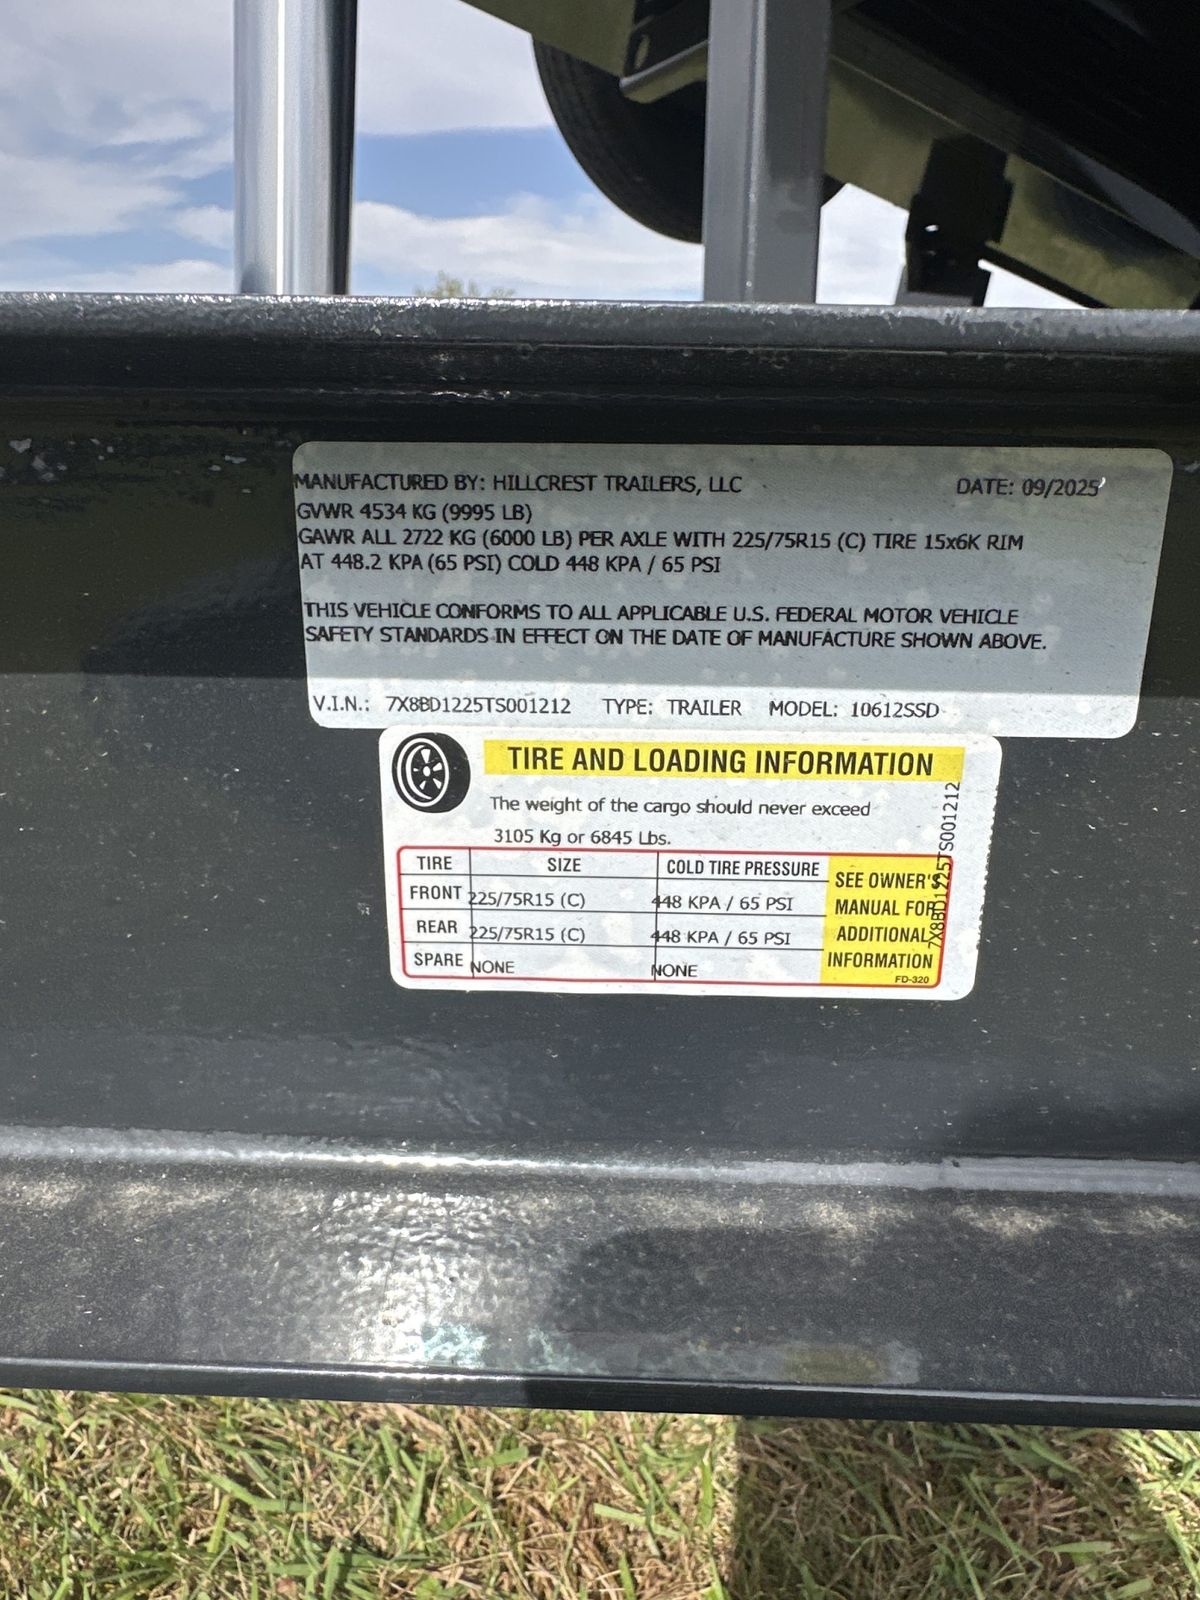 MANUFACTURED BY: HILLCREST TRAILERS, LLC DATE: 09/2025
GVWR 4534 KG (9995 LB)
GAWR ALL 2722 KG (6000 LB) PER AXLE WITH 225/75R15 (C) TIRE 15x6K RIM
AT 448.2 KPA (65 PSI) COLD 448 KPA / 65 PSI
THIS VEHICLE CONFORMS TO ALL APPLICABLE U.S. FEDERAL MOTOR VEHICLE
SAFETY STANDARDS IN EFFECT ON THE DATE OF MANUFACTURE SHOWN ABOVE.
V.I.N.: 7X8BD1225TS001212 TYPE: TRAILER MODEL: 10612SSD
TIRE AND LOADING INFORMATION
The weight of the cargo should never exceed
3105 Kg or 6845 Lbs.
TIRE SIZE COLD TIRE PRESSURE
FRONT 225/75R15 (C) 448 KPA / 65 PSI
REAR 225/75R15 (C) 448 KPA / 65 PSI
SPARE NONE NONE
SEE OWNER'S
MANUAL FOR
ADDITIONAL
INFORMATION
FD-320
7X8BD1225TS001212